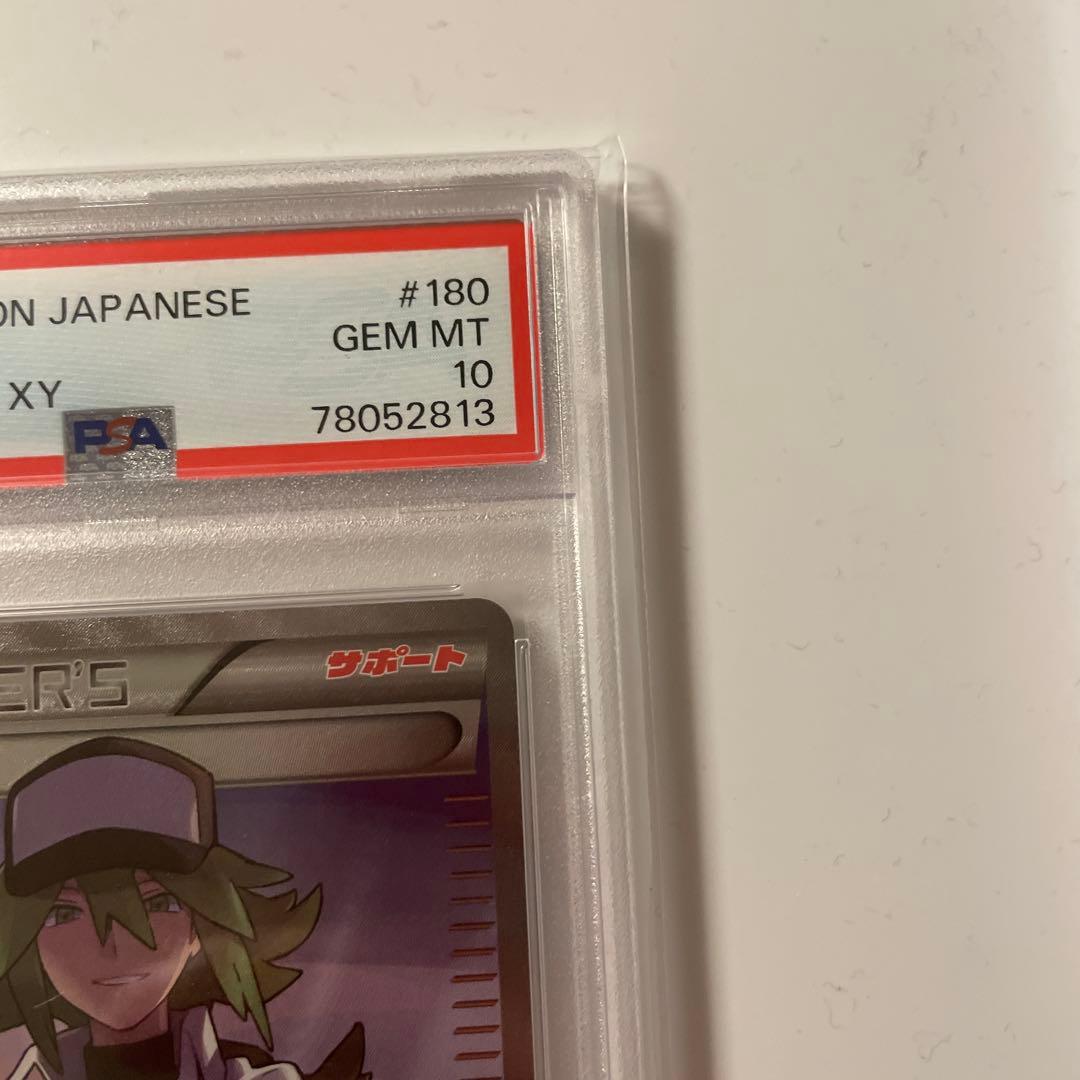 ON JAPANESE #180
GEM MT
XY 10
PSA 78052813
ER'S サポート